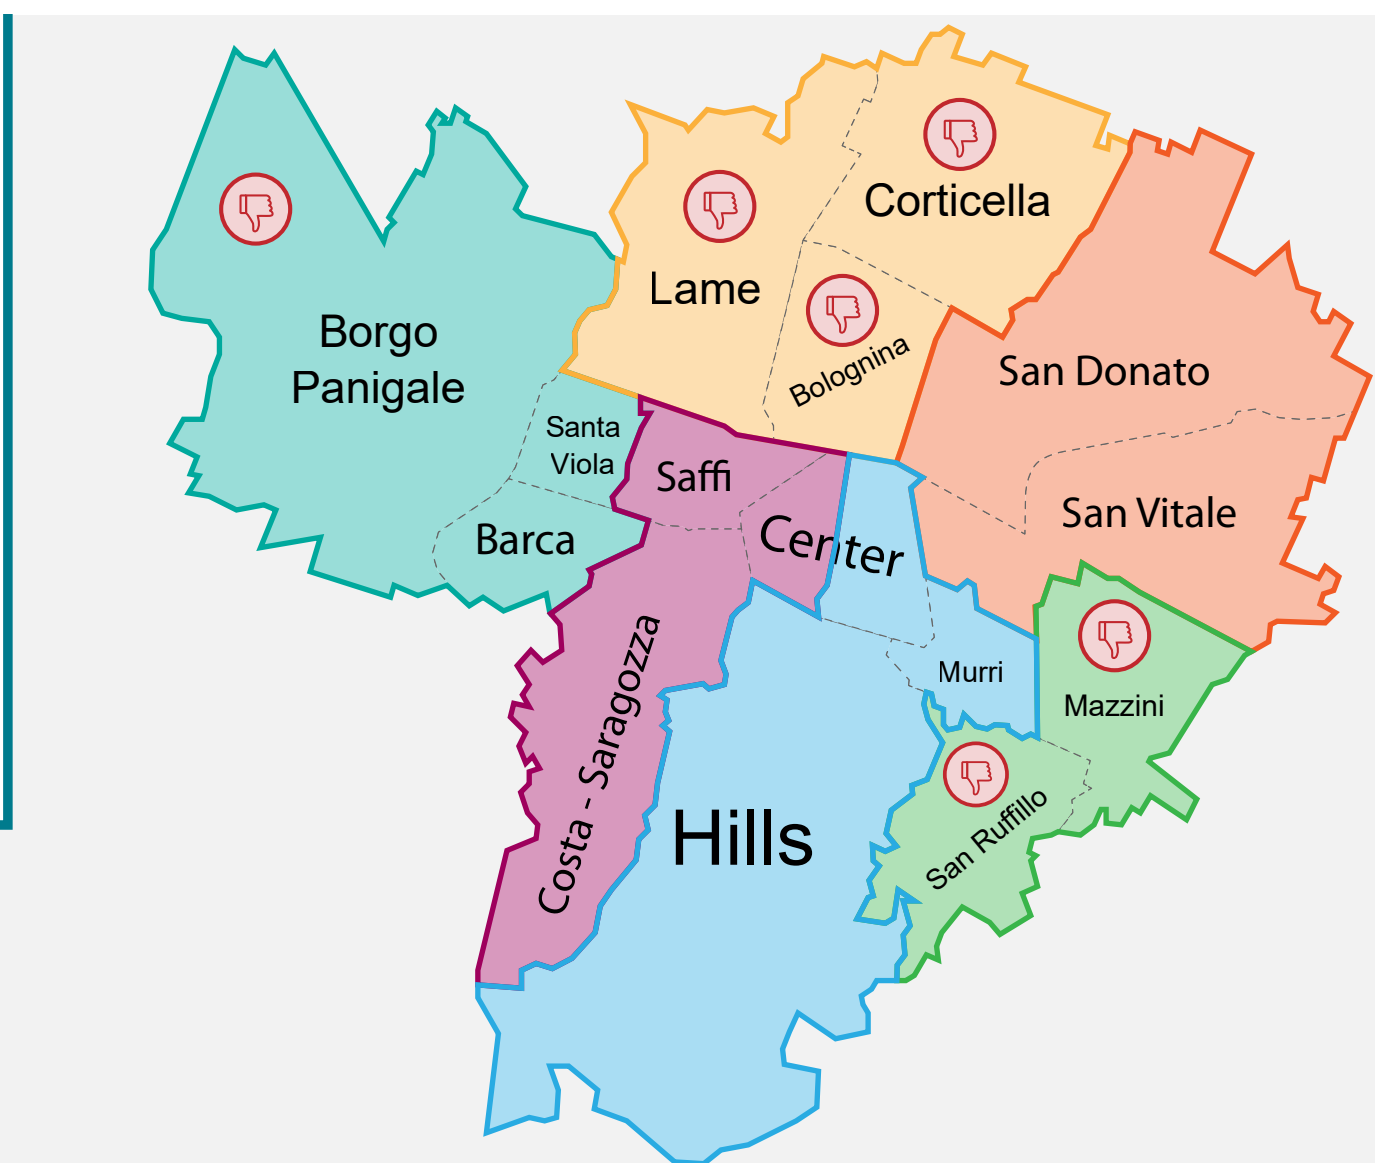 Corticella
Lame
Borgo
Panigale
Bolognina
San Donato
Santa
Viola
Saffi
San Vitale
Barca
Center
Murri
Mazzini
Costa - Saragozza
San Ruffillo
Hills